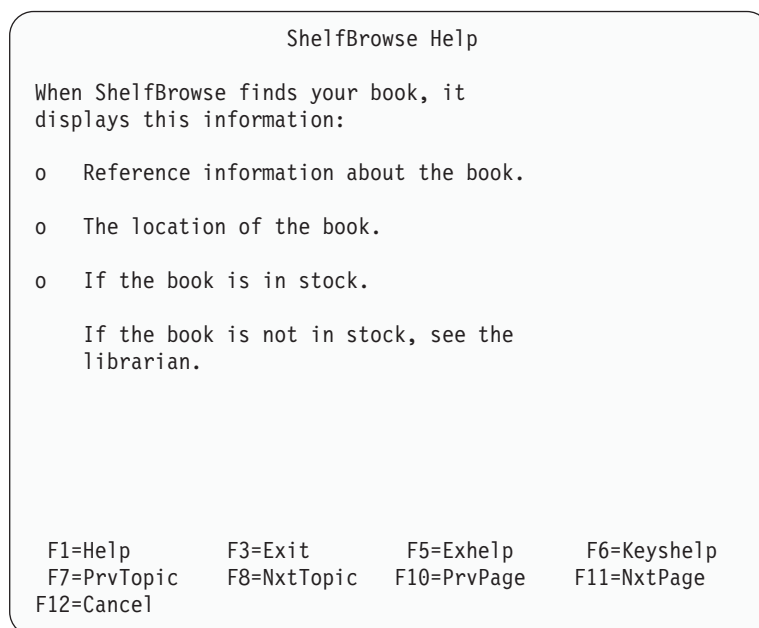 ShelfBrowse Help
When ShelfBrowse finds your book, it
displays this information:
o Reference information about the book.
o The location of the book.
o If the book is in stock.
If the book is not in stock, see the
librarian.
F1=Help F3=Exit F5=Exhelp F6=Keyshelp
F7=PrvTopic F8=NxtTopic F10=PrvPage F11=NxtPage
F12=Cancel